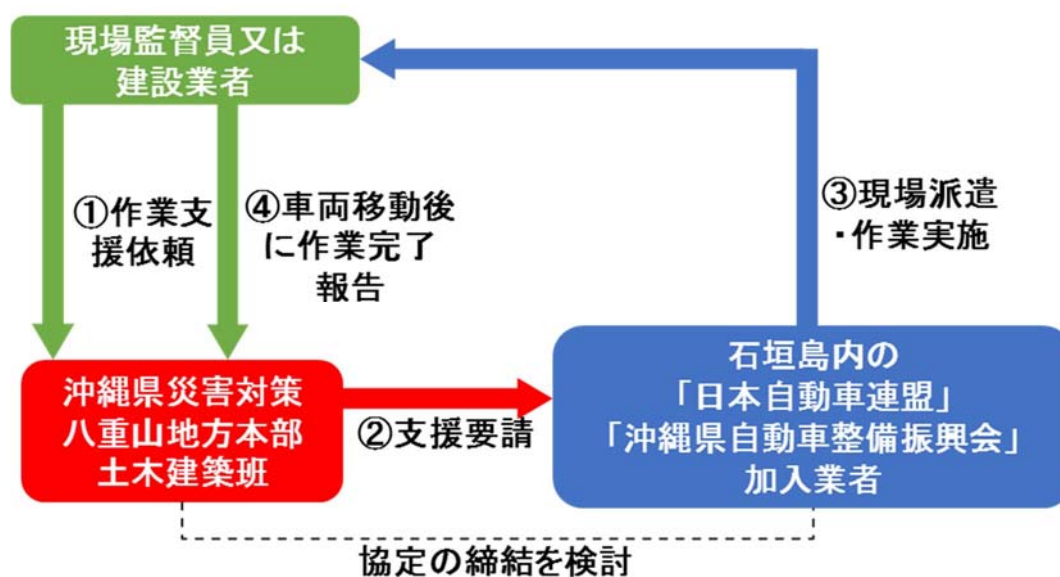 現場監督員又は
建設業者
①作業支
援依頼
④車両移動後
に作業完了
報告
③現場派遣
・作業実施
沖縄県災害対策
八重山地方本部
土木建築班
②支援要請
石垣島内の
「日本自動車連盟」
「沖縄県自動車整備振興会」
加入業者
協定の締結を検討